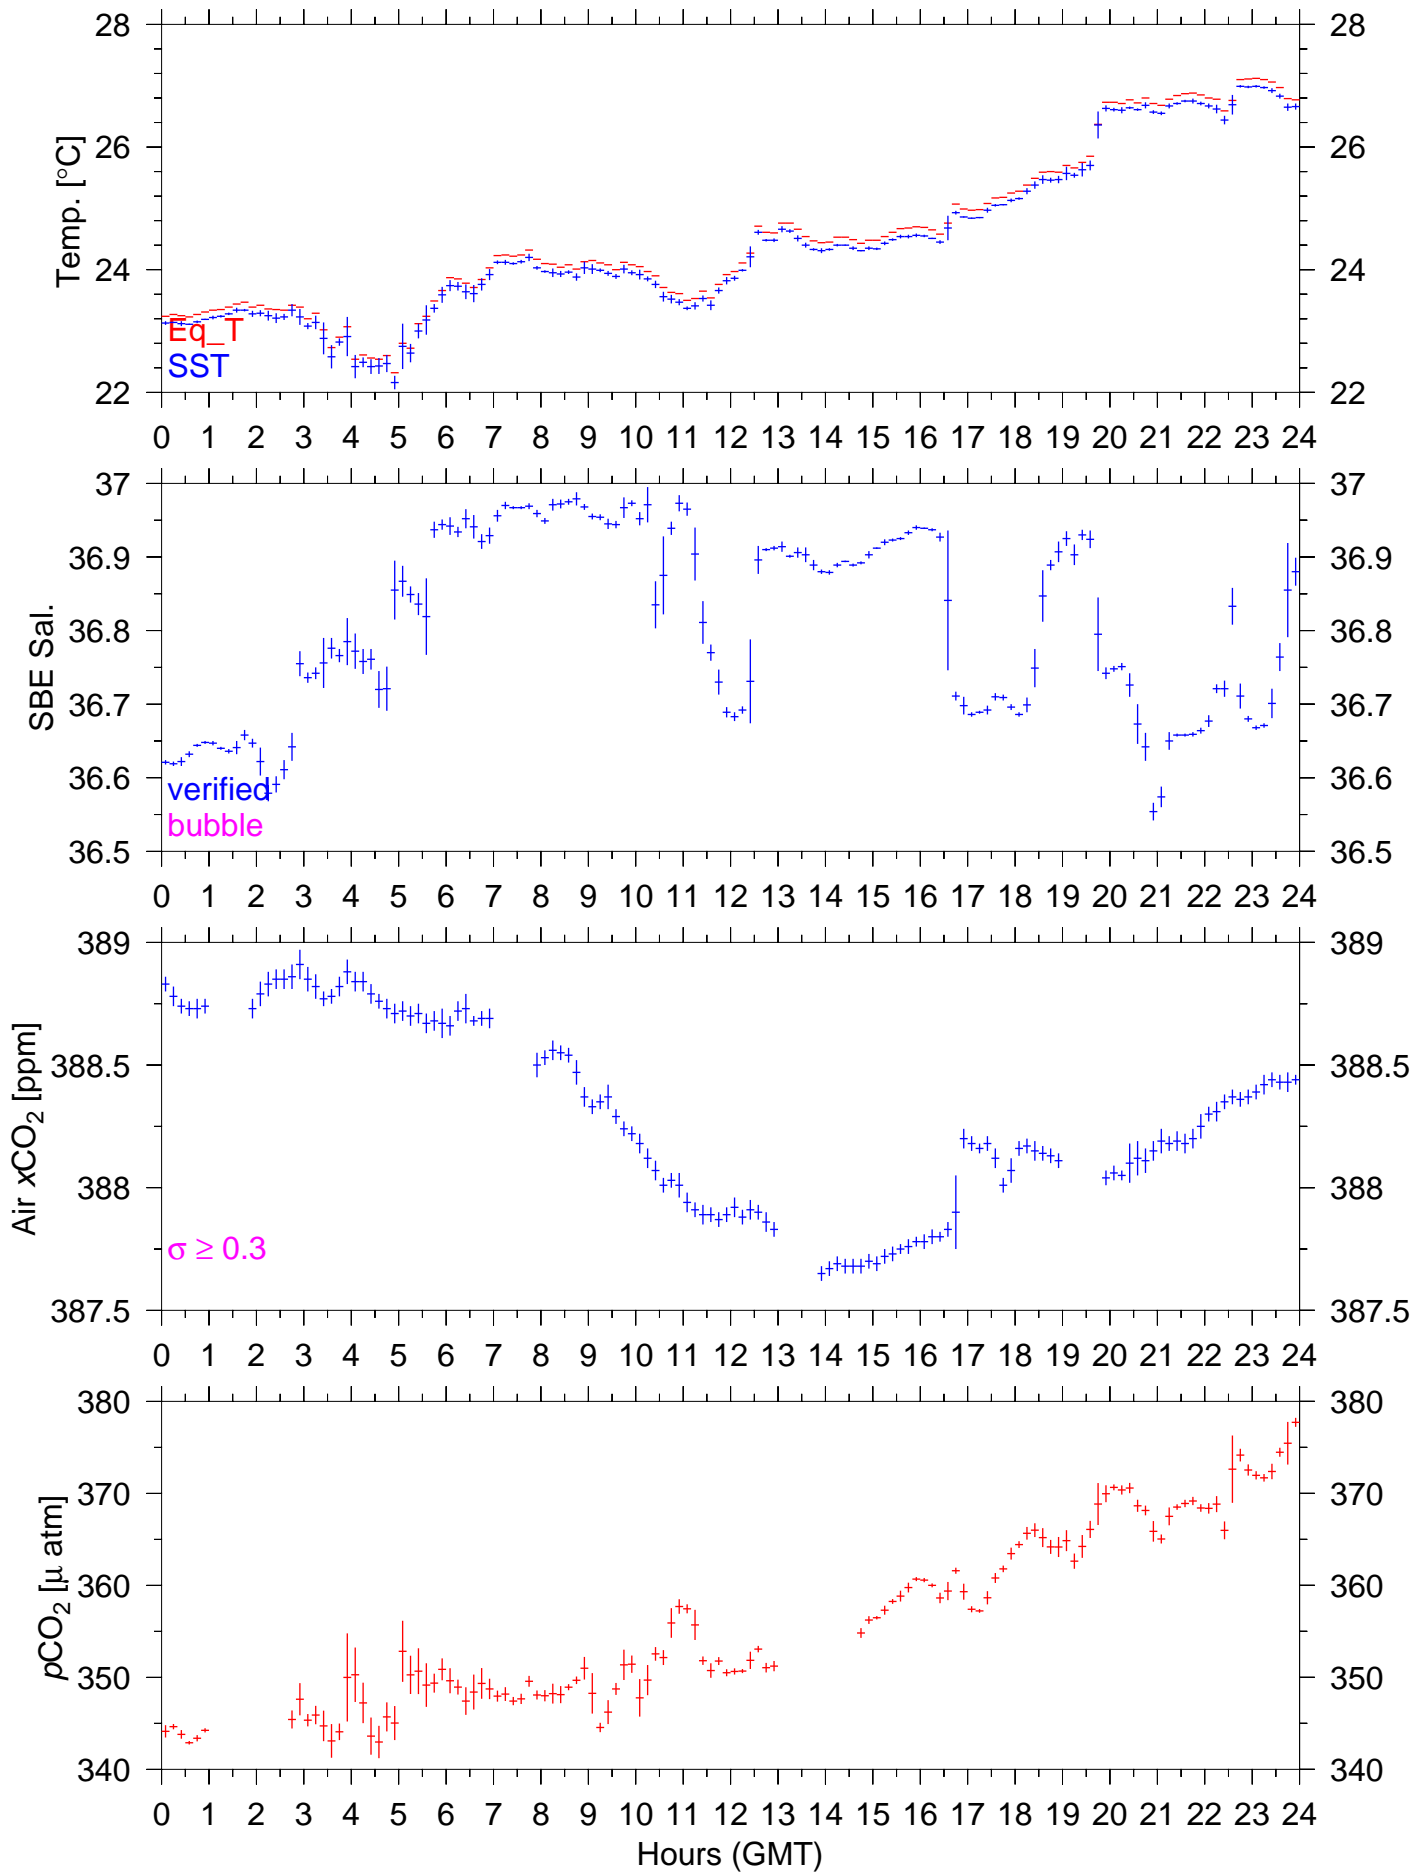 28 28
26 26
24 24
22 22
Temp. [°C]
Eq_T
SST
0 1 2 3 4 5 6 7 8 9 10 11 12 13 14 15 16 17 18 19 20 21 22 23 24
37 37
36.9 36.9
36.8 36.8
36.7 36.7
36.6 36.6
36.5 36.5
SBE Sal.
verified
bubble
0 1 2 3 4 5 6 7 8 9 10 11 12 13 14 15 16 17 18 19 20 21 22 23 24
389 389
388.5 388.5
388 388
387.5 387.5
Air xCO₂ [ppm]
σ ≥ 0.3
0 1 2 3 4 5 6 7 8 9 10 11 12 13 14 15 16 17 18 19 20 21 22 23 24
380 380
370 370
360 360
350 350
340 340
pCO₂ [μ atm]
0 1 2 3 4 5 6 7 8 9 10 11 12 13 14 15 16 17 18 19 20 21 22 23 24
Hours (GMT)